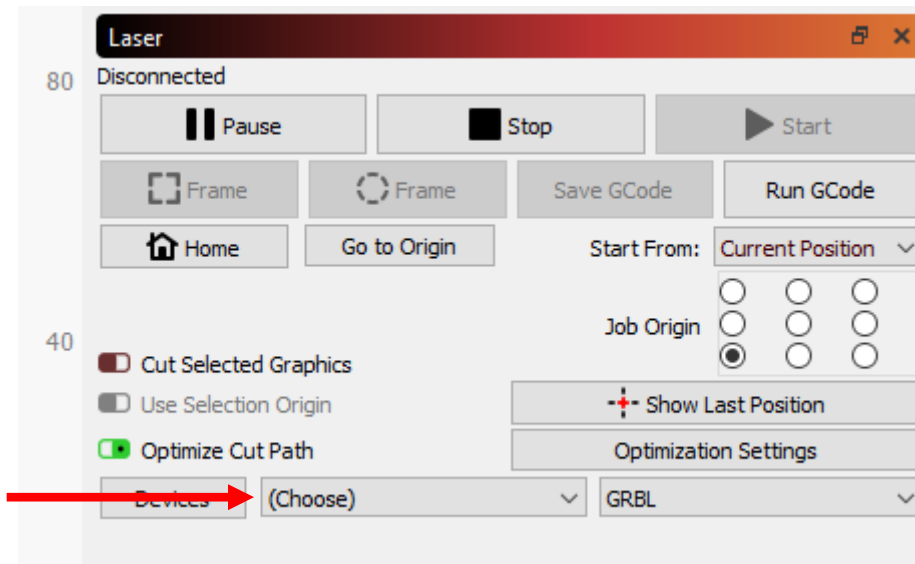 Laser
80
Disconnected
Pause Stop Start
Frame Frame Save GCode Run GCode
Home Go to Origin Start From: Current Position
Job Origin
40
Cut Selected Graphics
Use Selection Origin Show Last Position
Optimize Cut Path Optimization Settings
Devices (Choose) GRBL